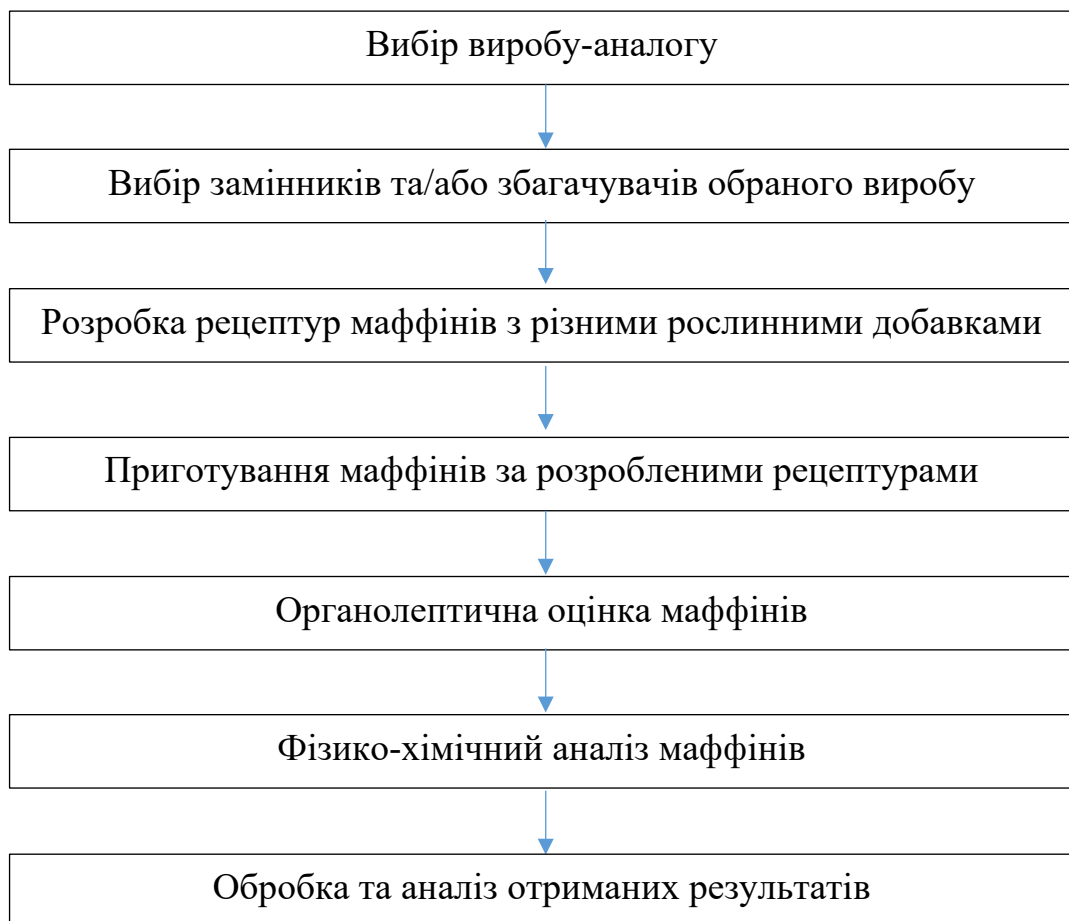 Вибір виробу-аналогу
Вибір замінників та/або збагачувачів обраного виробу
Розробка рецептур маффінів з різними рослинними добавками
Приготування маффінів за розробленими рецептурами
Органолептична оцінка маффінів
Фізико-хімічний аналіз маффінів
Обробка та аналіз отриманих результатів